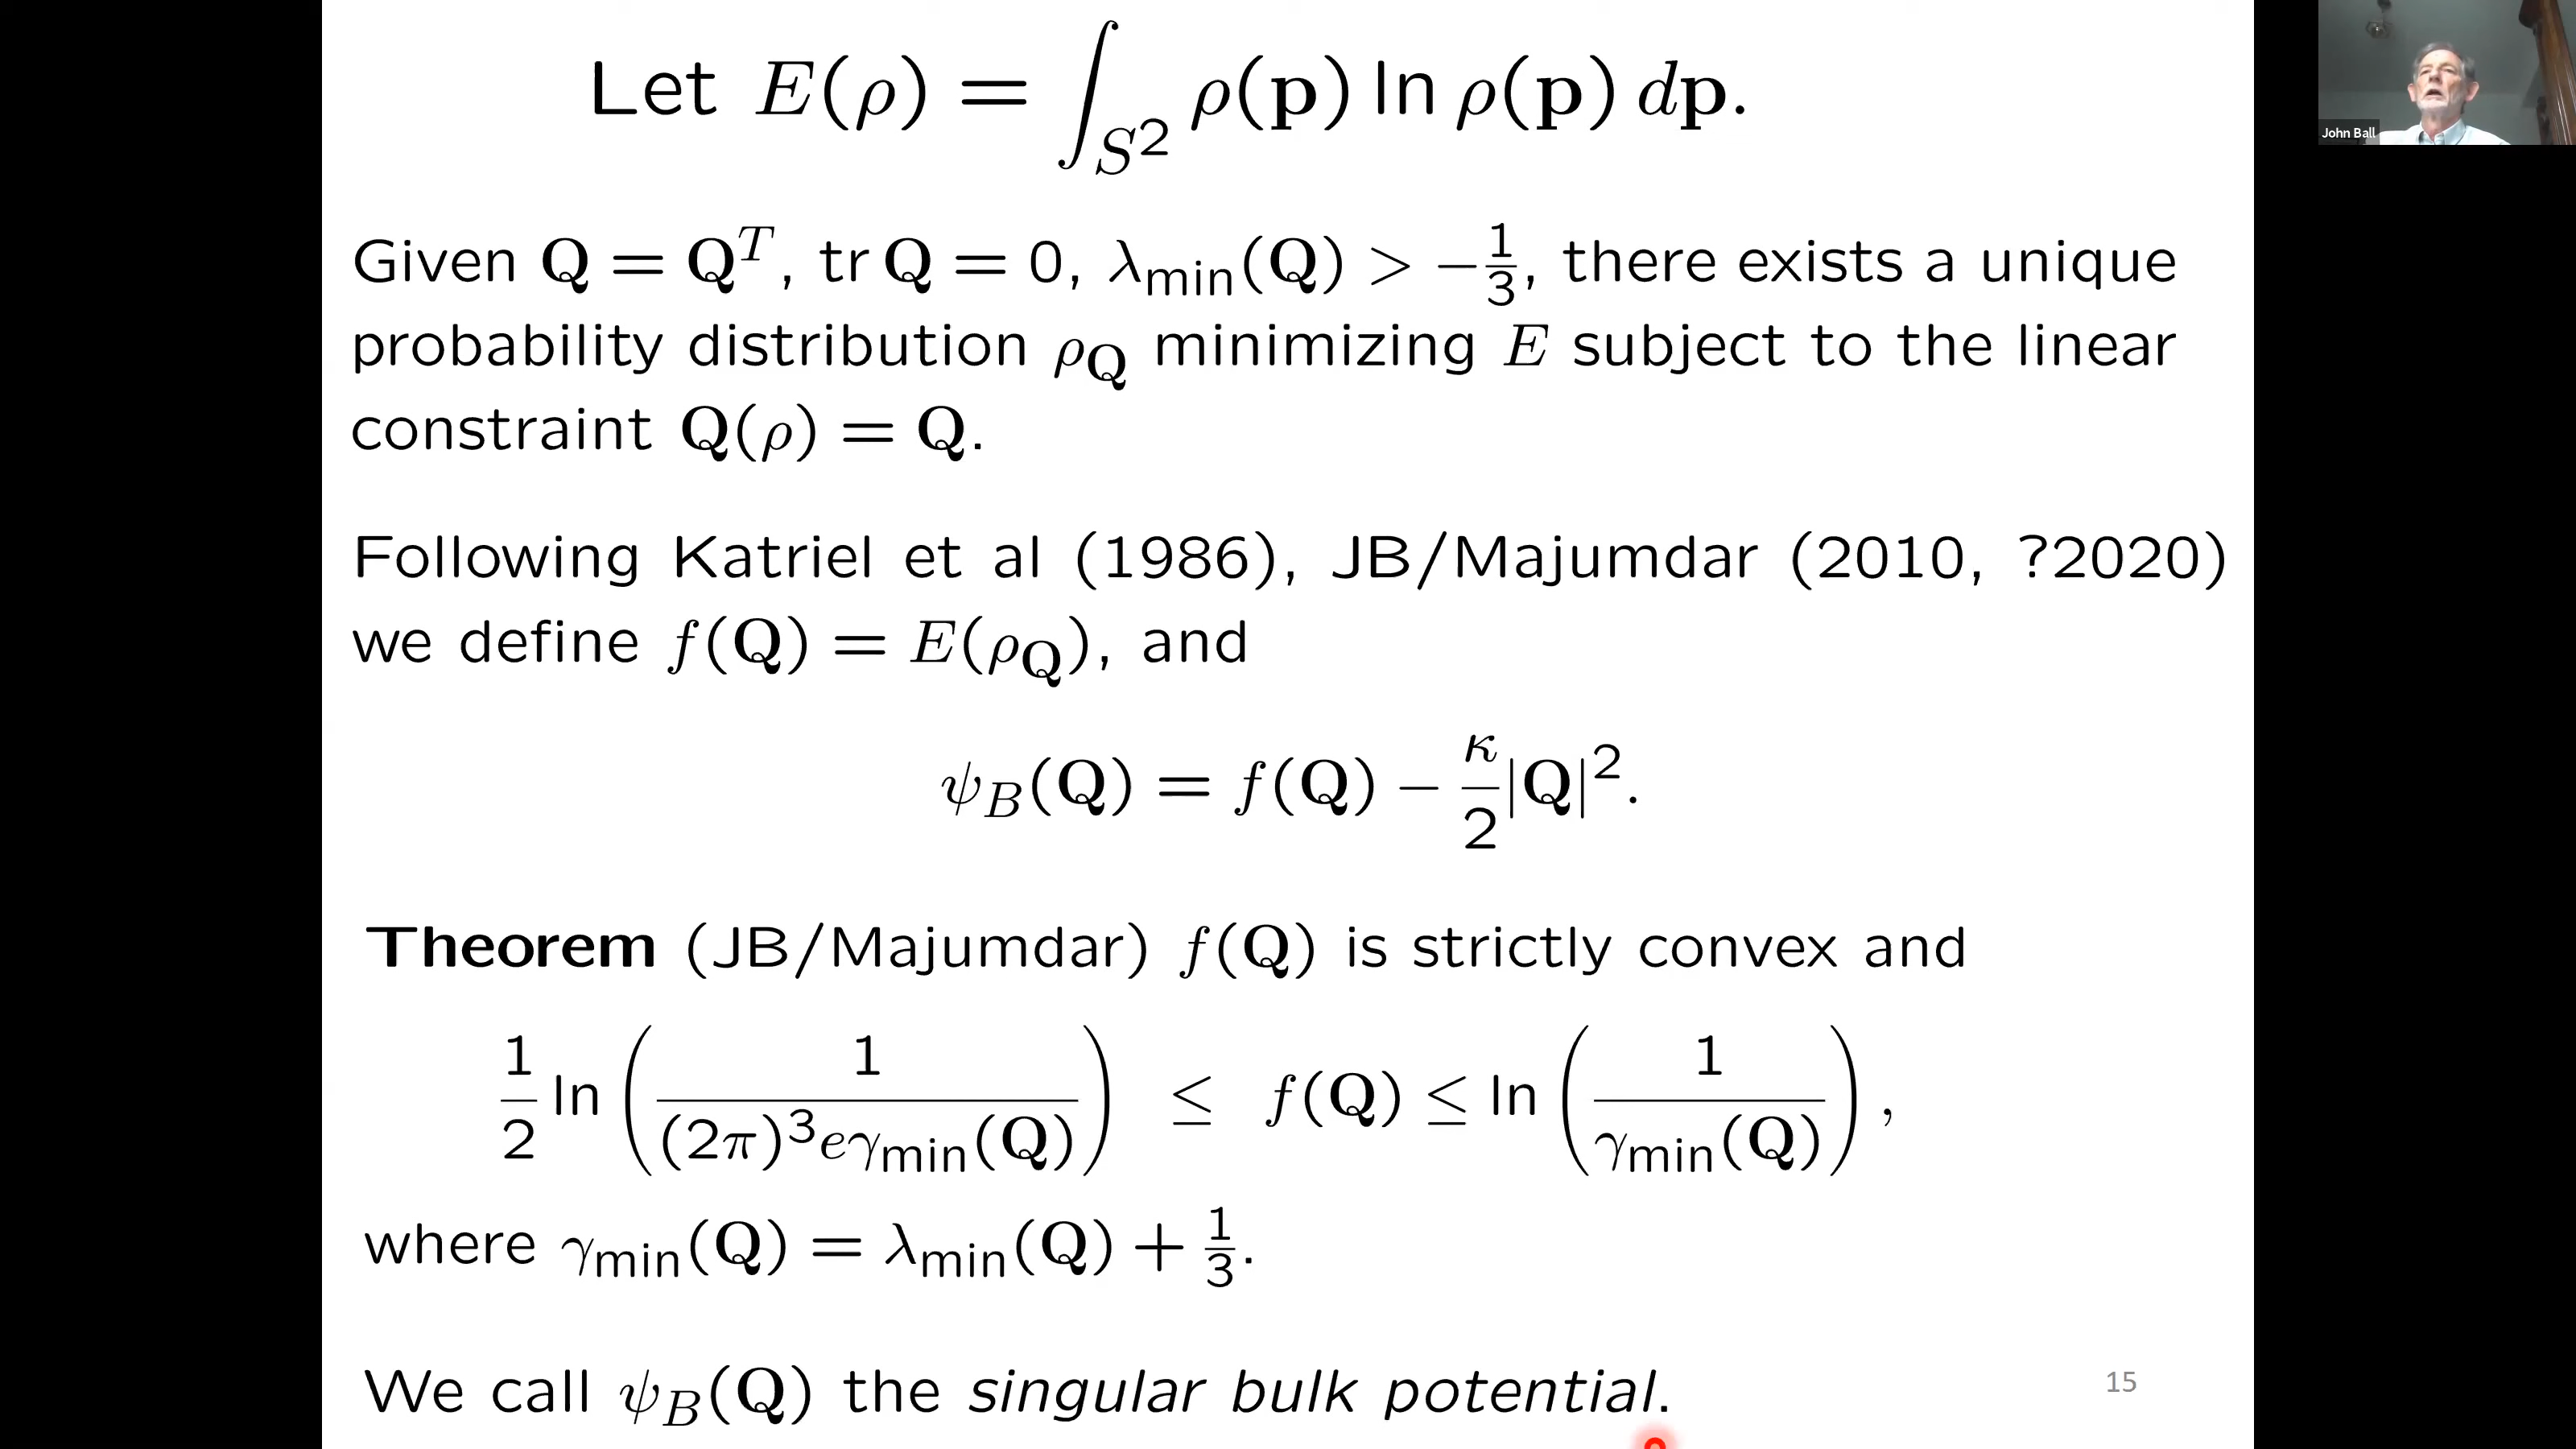 Let E(ρ) = ∫_{S²} ρ(p) ln ρ(p) dp.
John Ball
Given Q = Q^T, tr Q = 0, λ_min(Q) > −1/3, there exists a unique
probability distribution ρ_Q minimizing E subject to the linear
constraint Q(ρ) = Q.
Following Katriel et al (1986), JB/Majumdar (2010, ?2020)
we define f(Q) = E(ρ_Q), and
ψ_B(Q) = f(Q) − κ/2 |Q|².
Theorem (JB/Majumdar) f(Q) is strictly convex and
1/2 ln (1/((2π)³eγ_min(Q))) ≤ f(Q) ≤ ln (1/γ_min(Q)),
where γ_min(Q) = λ_min(Q) + 1/3.
We call ψ_B(Q) the singular bulk potential.
15